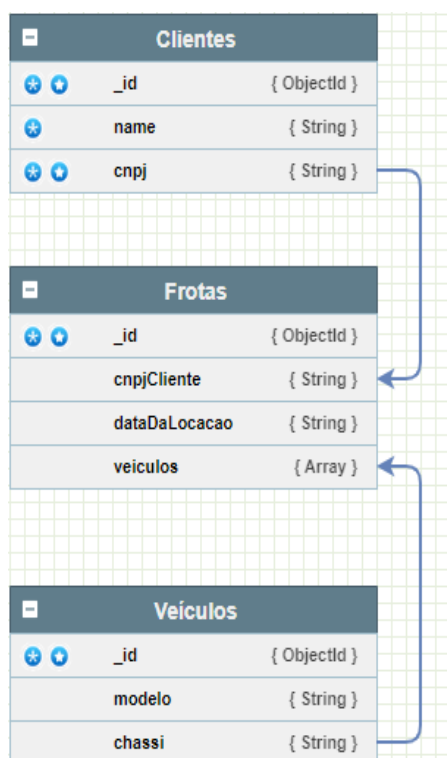 Clientes
_id { ObjectId }
name { String }
cnpj { String }
Frotas
_id { ObjectId }
cnpjCliente { String }
dataDaLocacao { String }
veiculos { Array }
Veículos
_id { ObjectId }
modelo { String }
chassi { String }